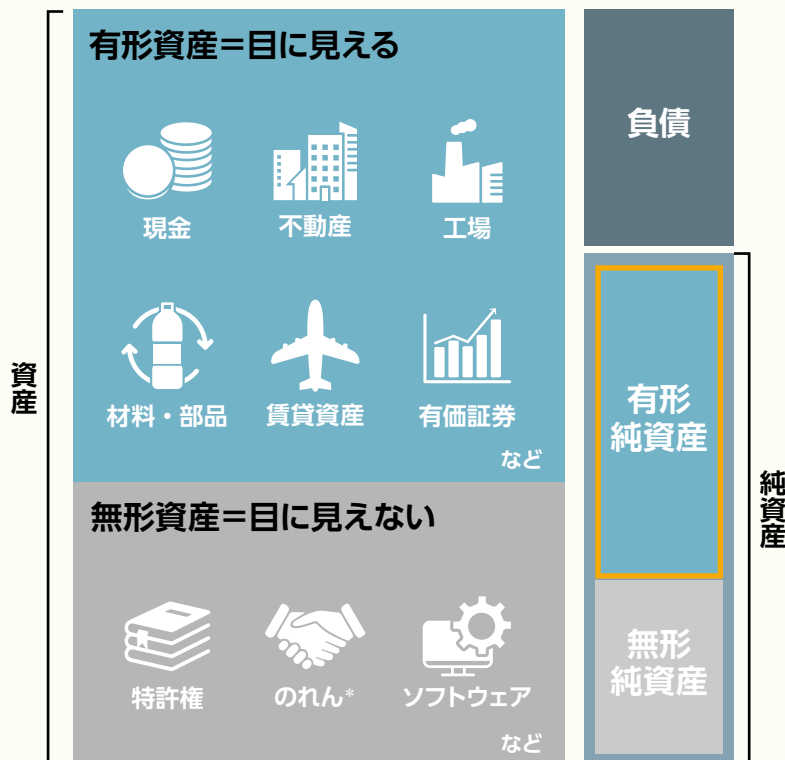 有形資産＝目に見える
現金
不動産
工場
材料・部品
賃貸資産
有価証券
など
無形資産＝目に見えない
特許権
のれん*
ソフトウェア
など
資産
負債
有形
純資産
無形
純資産
純資産